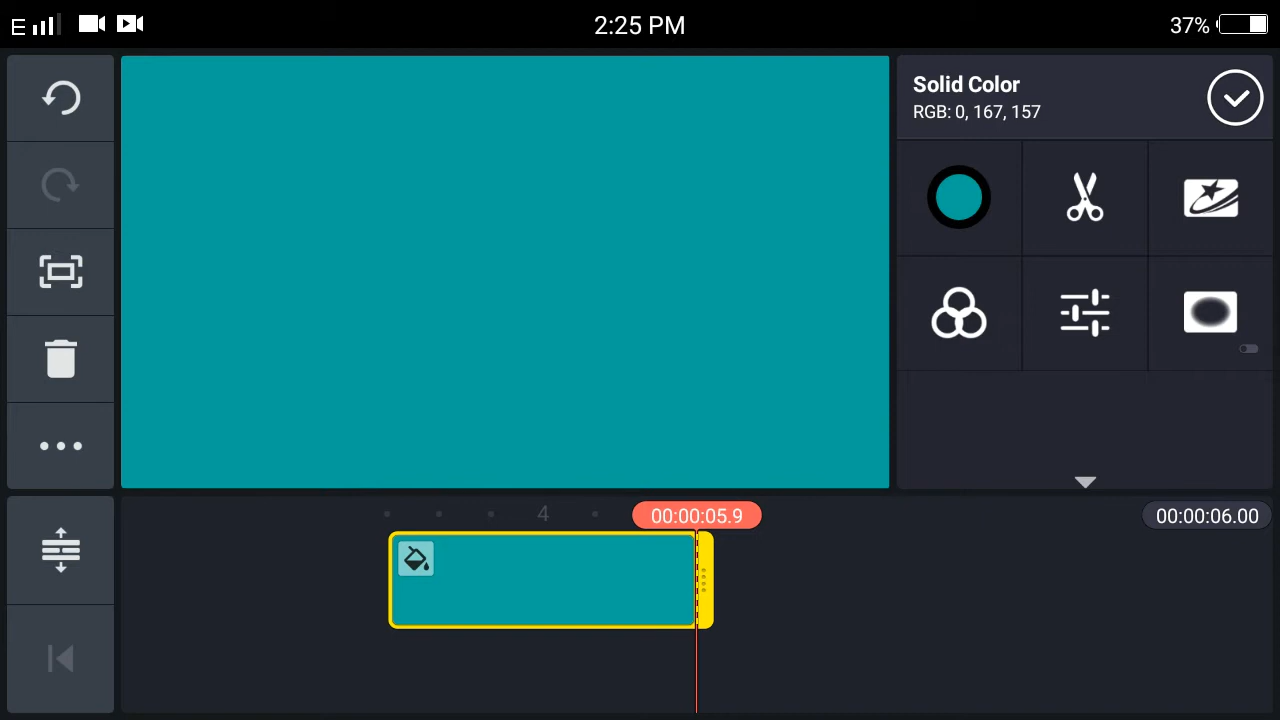 E
2:25 PM
37%
Solid Color
RGB: 0, 167, 157
4
00:00:05.9
00:00:06.00